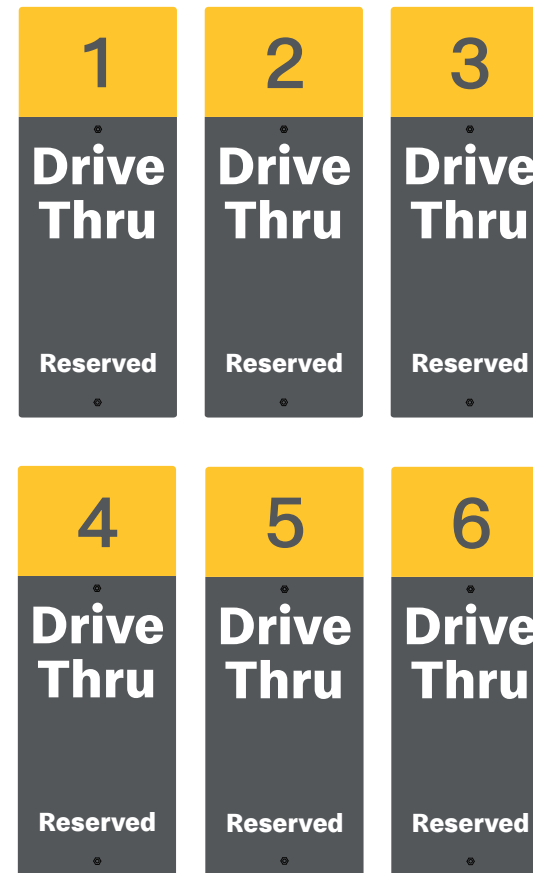 1
Drive
Thru
Reserved
2
Drive
Thru
Reserved
3
Drive
Thru
Reserved
4
Drive
Thru
Reserved
5
Drive
Thru
Reserved
6
Drive
Thru
Reserved